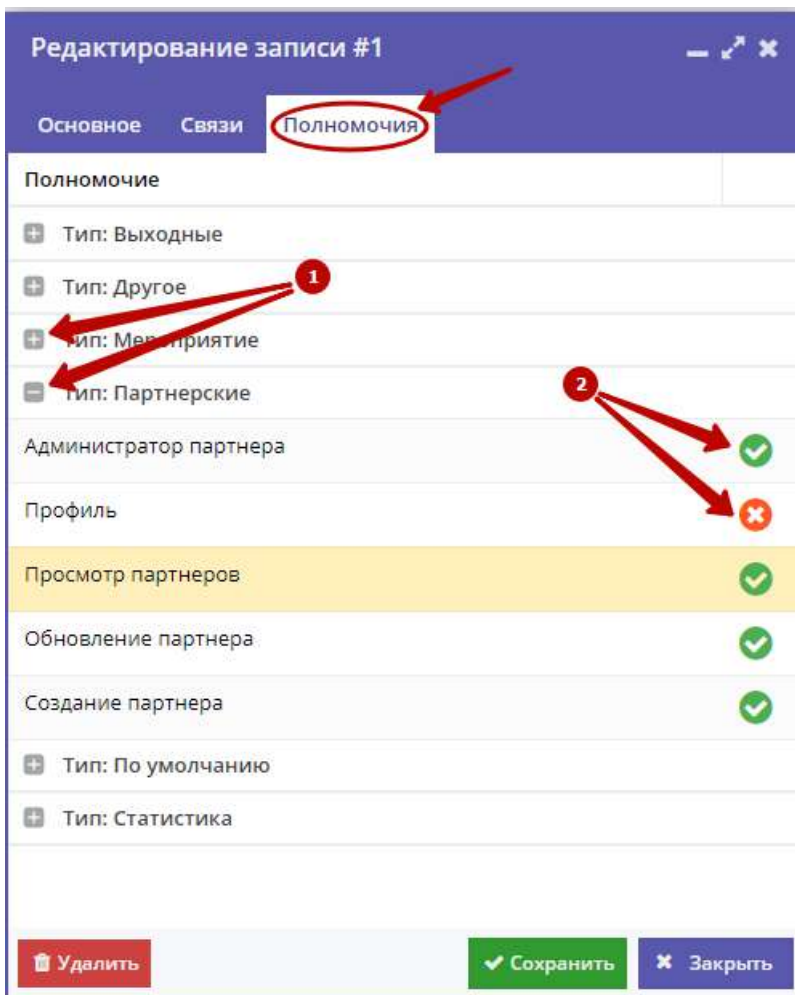 Редактирование записи #1
Основное Связи Полномочия
Полномочие
Тип: Выходные
Тип: Другое
1
Тип: Мероприятие
Тип: Партнерские
2
Администратор партнера
Профиль
Просмотр партнеров
Обновление партнера
Создание партнера
Тип: По умолчанию
Тип: Статистика
Удалить Сохранить Закрыть